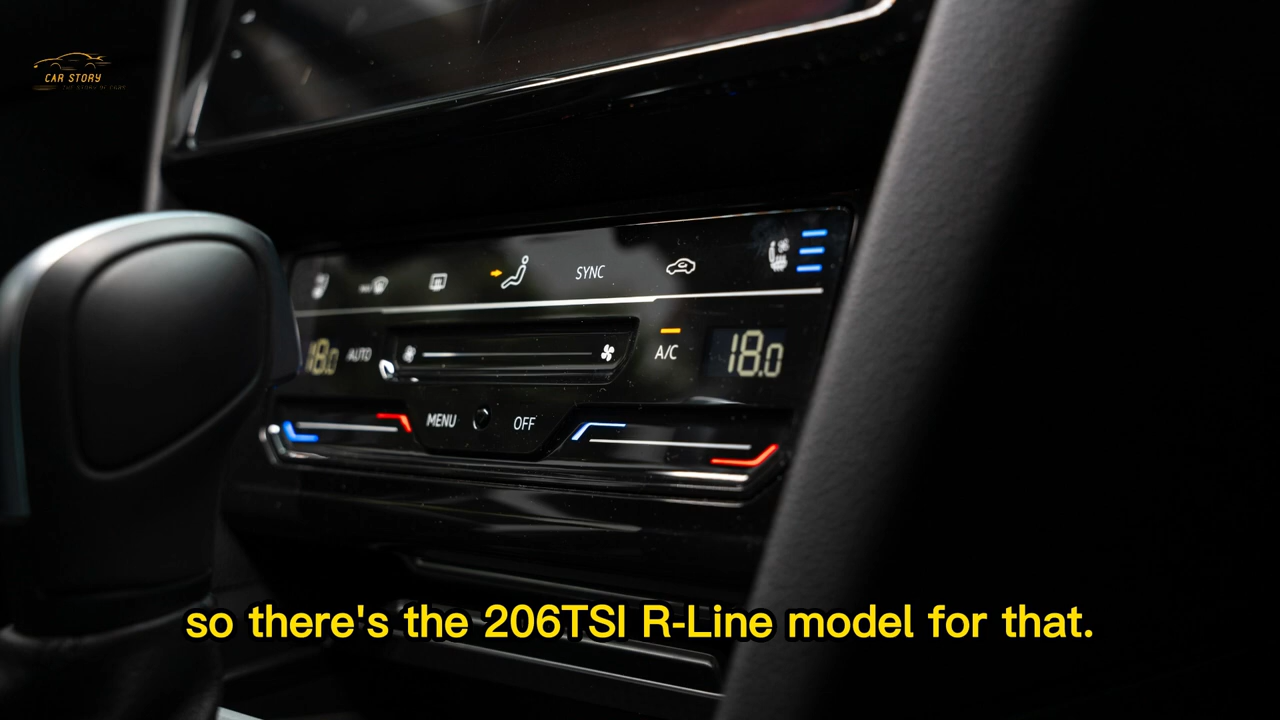 CAR STORY
SYNC
18.0 AUTO
A/C
18.0
MENU
OFF
so there's the 206TSI R-Line model for that.